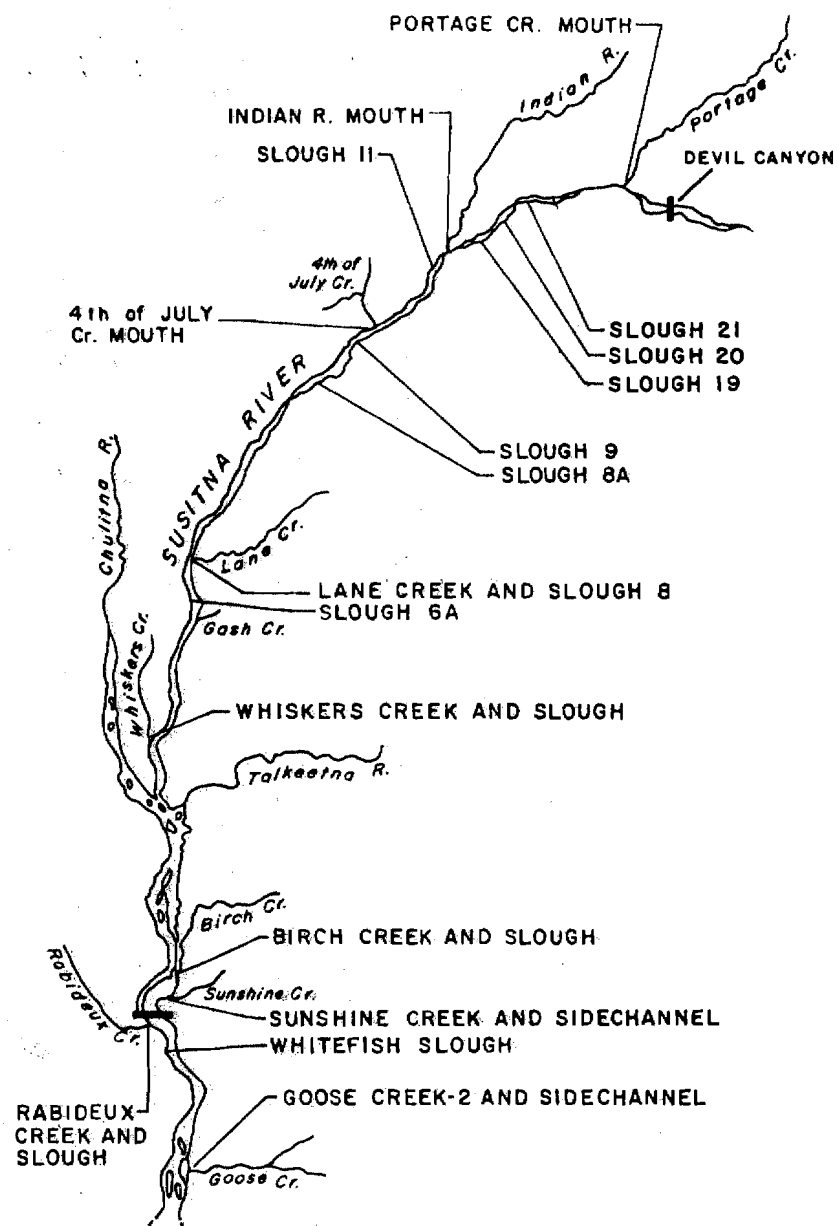 PORTAGE CR. MOUTH
Indian R.
Portage Cr.
INDIAN R. MOUTH
SLOUGH 11
DEVIL CANYON
4th of
July Cr.
4th of JULY
Cr. MOUTH
SLOUGH 21
SLOUGH 20
SLOUGH 19
SUSITNA RIVER
SLOUGH 9
SLOUGH 8A
Chulitna R.
Lane Cr.
LANE CREEK AND SLOUGH 8
SLOUGH 6A
Gash Cr.
Whiskers Cr.
WHISKERS CREEK AND SLOUGH
Talkeetna R.
Birch Cr.
BIRCH CREEK AND SLOUGH
Rabideux Cr.
Sunshine Cr.
SUNSHINE CREEK AND SIDECHANNEL
WHITEFISH SLOUGH
GOOSE CREEK-2 AND SIDECHANNEL
RABIDEUX
CREEK AND
SLOUGH
Goose Cr.